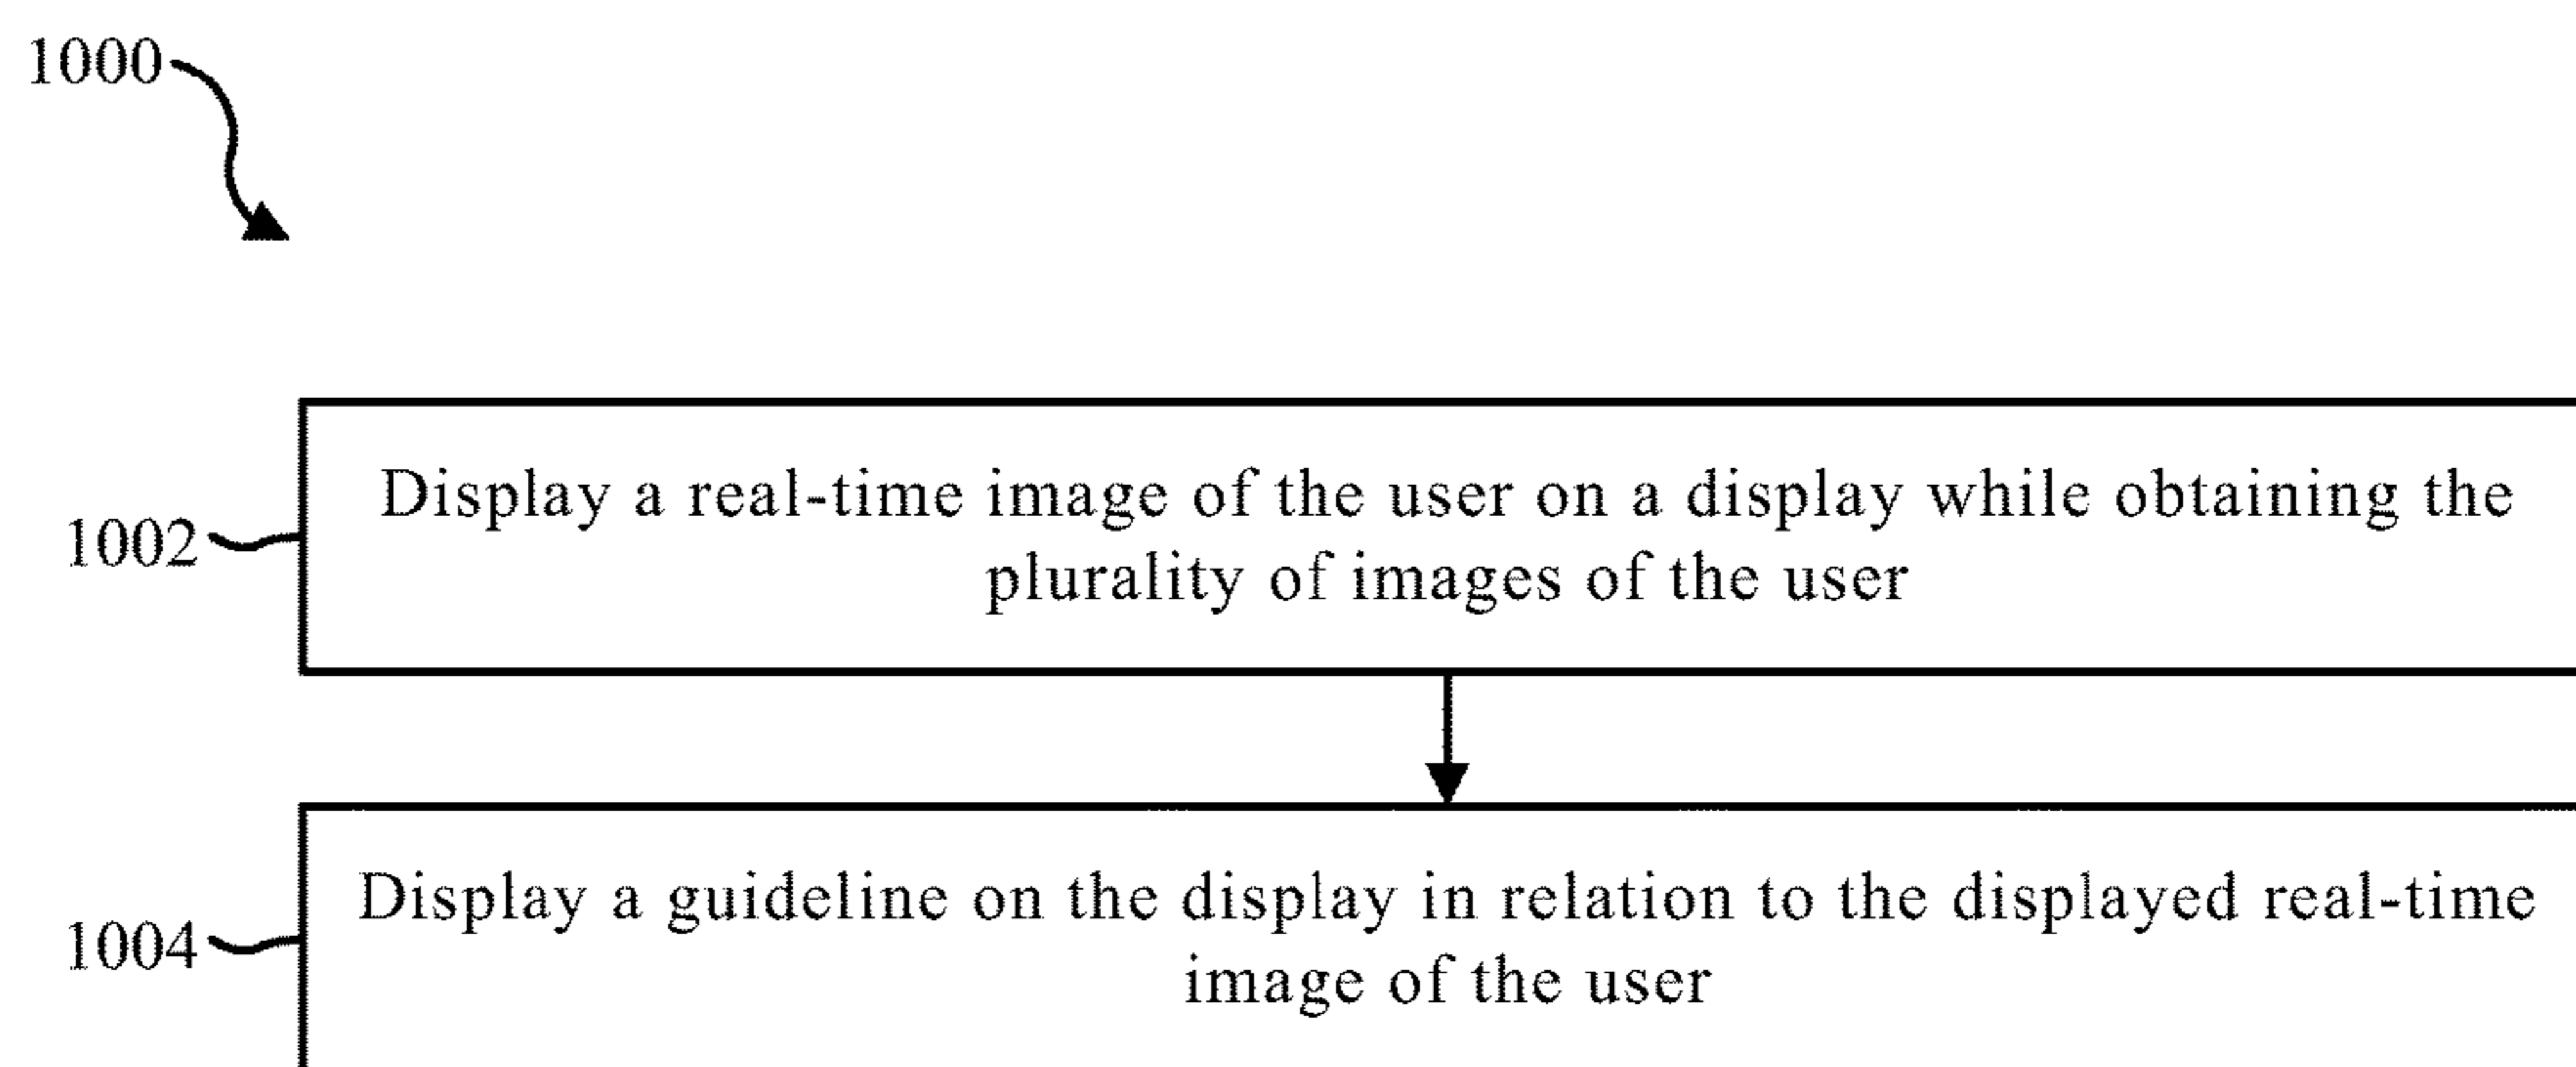 1000
1002
Display a real-time image of the user on a display while obtaining the
plurality of images of the user
1004
Display a guideline on the display in relation to the displayed real-time
image of the user